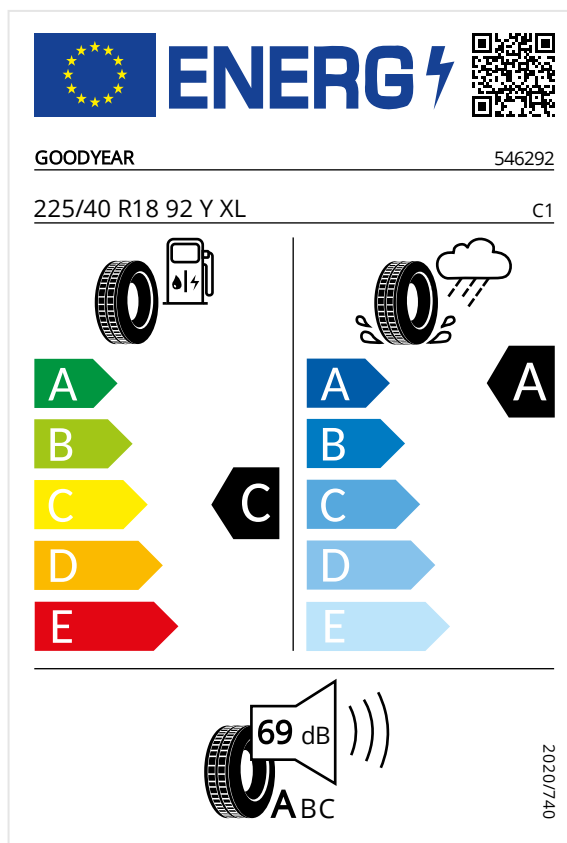 ENERG
GOODYEAR 546292
225/40 R18 92 Y XL C1
A A A
B B
C C C
D D
E E
69 dB
ABC
2020/740